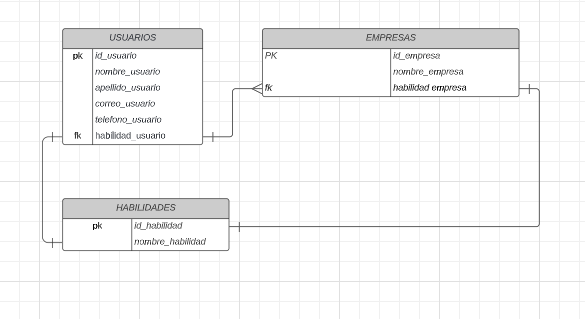 USUARIOS
pk id_usuario
nombre_usuario
apellido_usuario
correo_usuario
telefono_usuario
fk habilidad_usuario
EMPRESAS
PK id_empresa
nombre_empresa
fk habilidad empresa
HABILIDADES
pk id_habilidad
nombre_habilidad